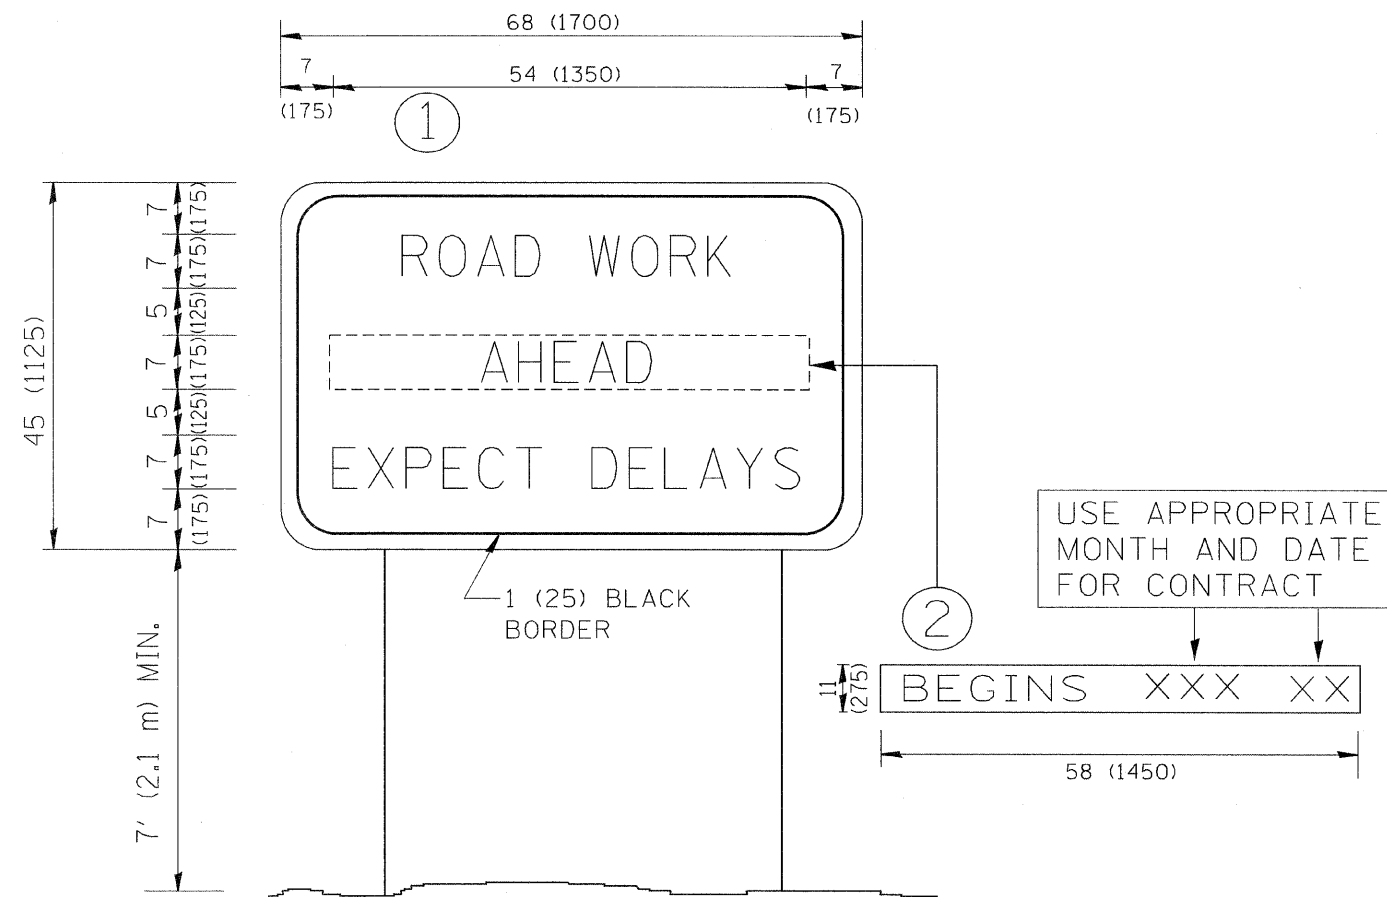 68 (1700)
7 54 (1350) 7
(175) (175)
1
45 (1125)
7 (175)
7 (175)
5 (125)
7 (175)
5 (125)
7 (175)
7 (175)
ROAD WORK
AHEAD
EXPECT DELAYS
1 (25) BLACK
BORDER
7' (2.1 m) MIN.
USE APPROPRIATE
MONTH AND DATE
FOR CONTRACT
2
11
(275)
BEGINS XXX XX
58 (1450)